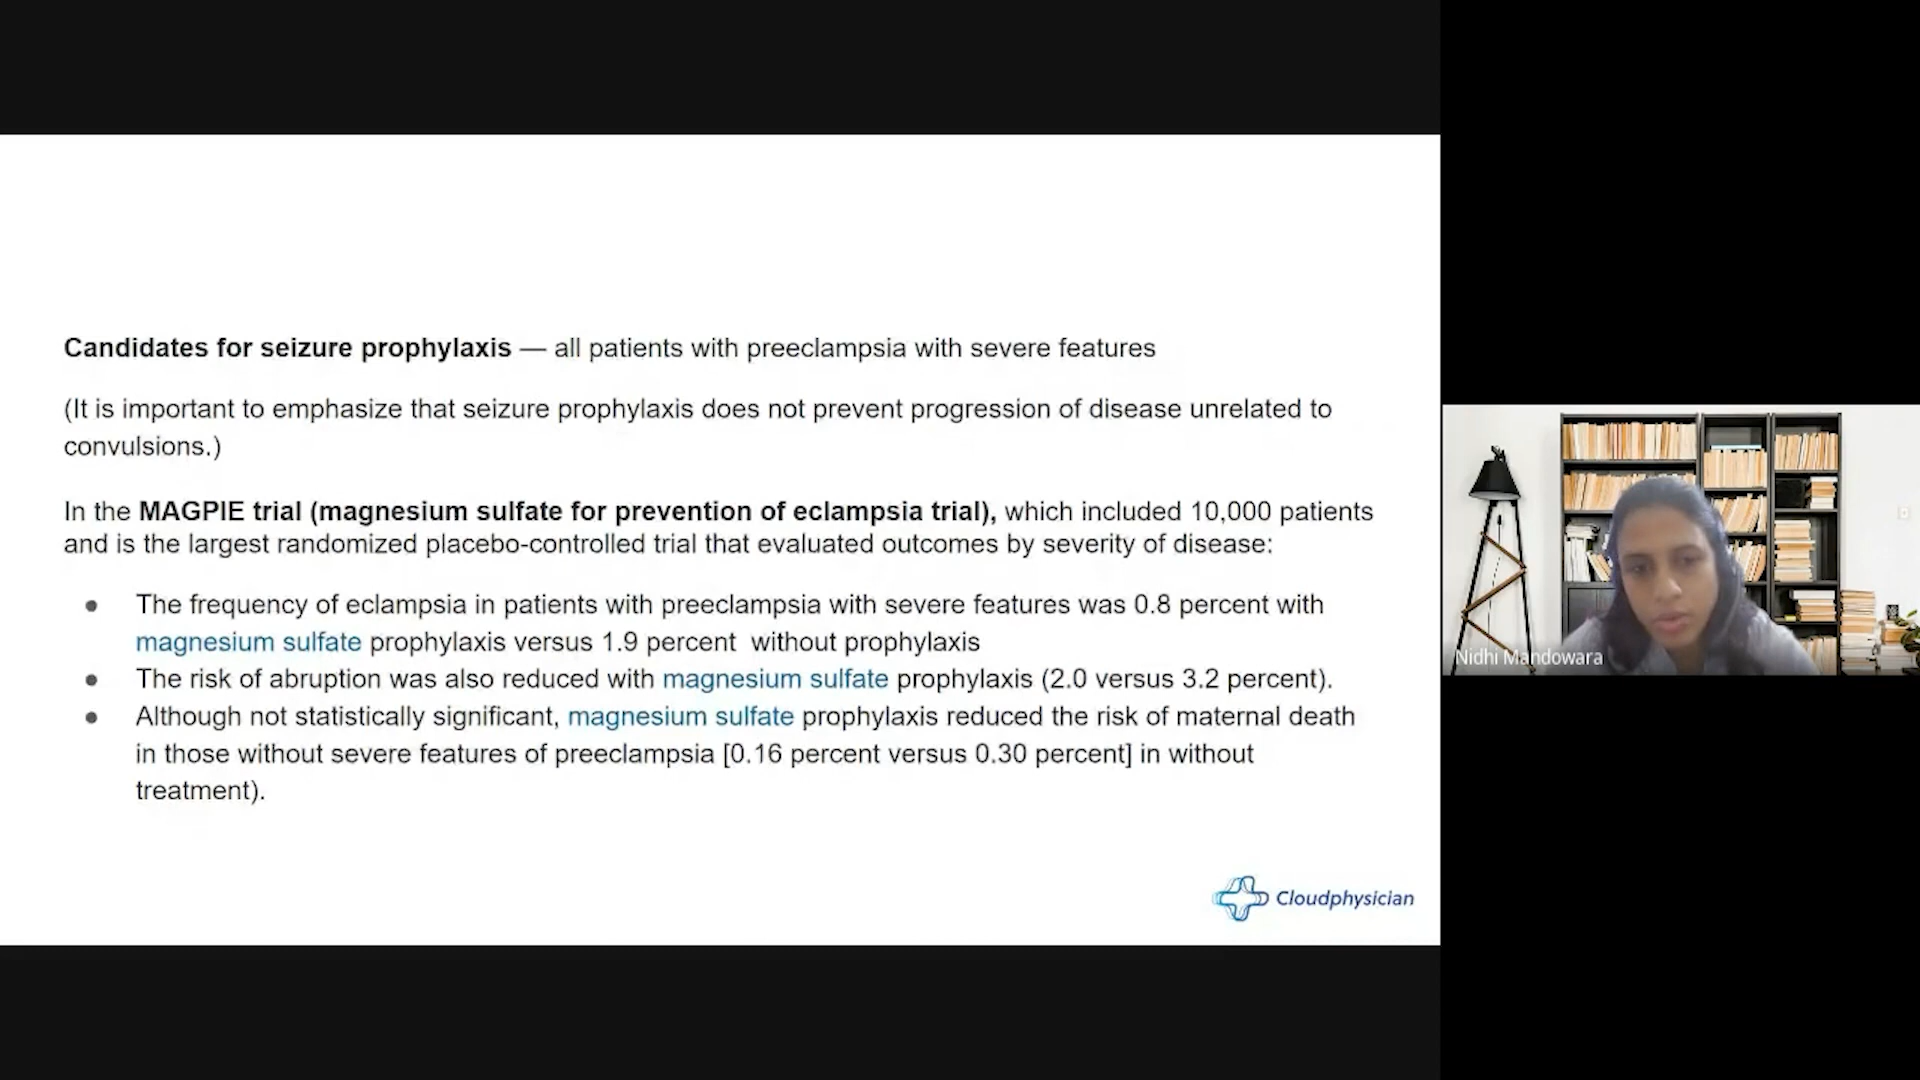 Candidates for seizure prophylaxis — all patients with preeclampsia with severe features
(It is important to emphasize that seizure prophylaxis does not prevent progression of disease unrelated to
convulsions.)
In the MAGPIE trial (magnesium sulfate for prevention of eclampsia trial), which included 10,000 patients
and is the largest randomized placebo-controlled trial that evaluated outcomes by severity of disease:
● The frequency of eclampsia in patients with preeclampsia with severe features was 0.8 percent with
magnesium sulfate prophylaxis versus 1.9 percent without prophylaxis
● The risk of abruption was also reduced with magnesium sulfate prophylaxis (2.0 versus 3.2 percent).
● Although not statistically significant, magnesium sulfate prophylaxis reduced the risk of maternal death
in those without severe features of preeclampsia [0.16 percent versus 0.30 percent] in without
treatment).
Cloudphysician
Nidhi Mandowara